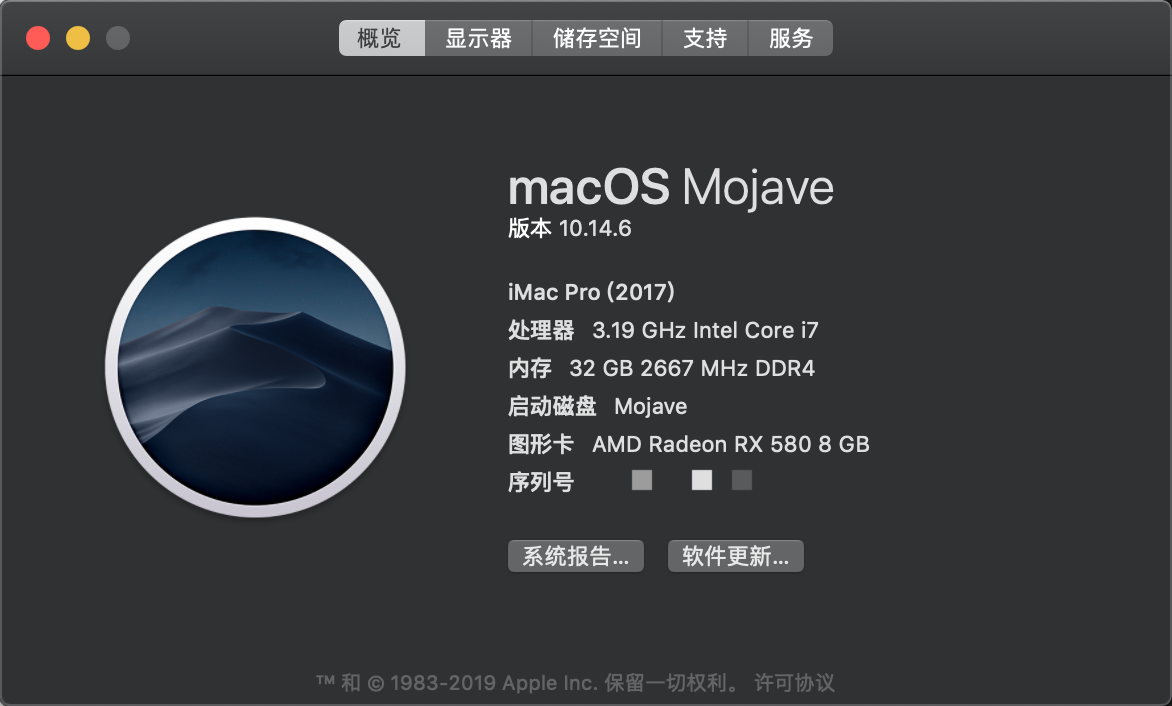 概览 显示器 储存空间 支持 服务
macOS Mojave
版本 10.14.6
iMac Pro (2017)
处理器 3.19 GHz Intel Core i7
内存 32 GB 2667 MHz DDR4
启动磁盘 Mojave
图形卡 AMD Radeon RX 580 8 GB
序列号
系统报告... 软件更新...
™ 和 © 1983-2019 Apple Inc. 保留一切权利。 许可协议